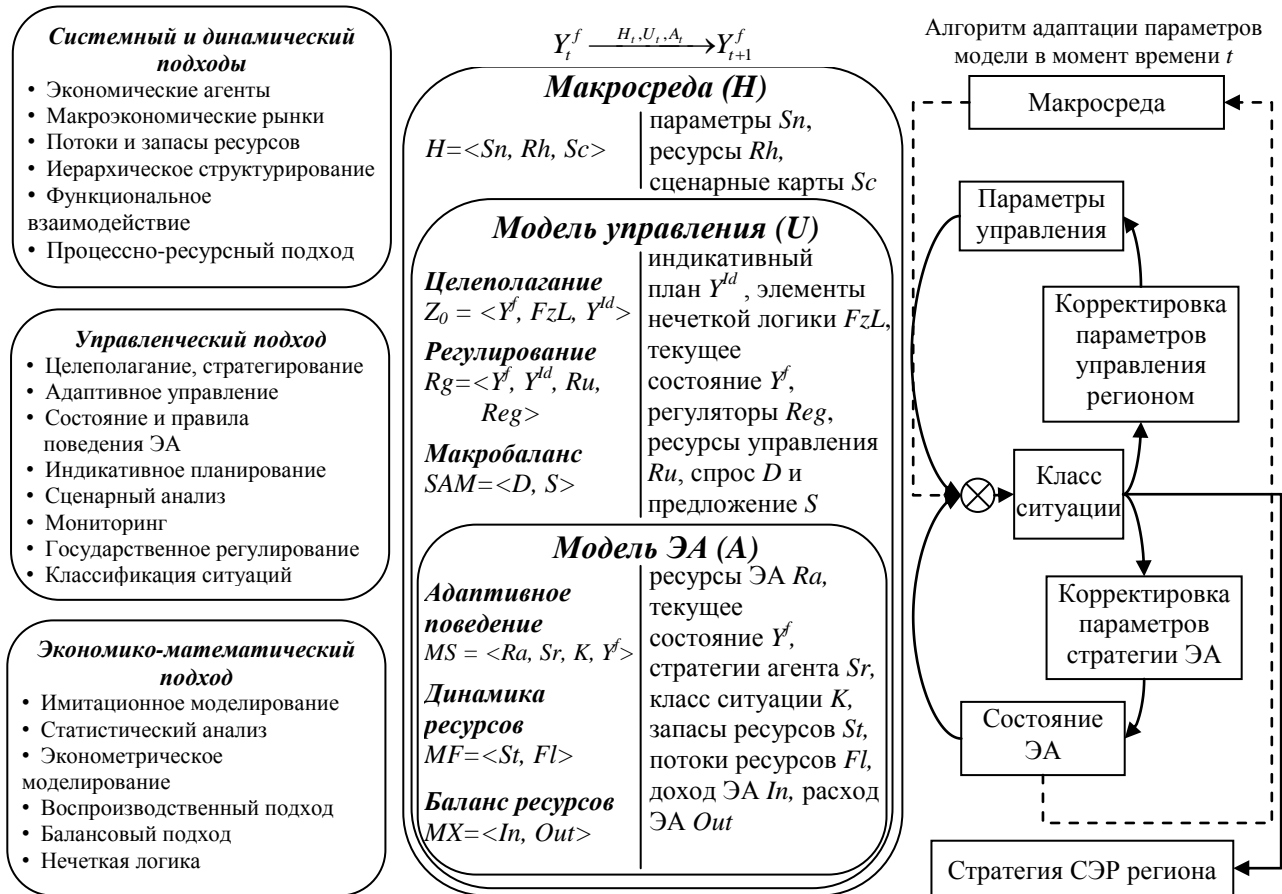 Системный и динамический
подходы
• Экономические агенты
• Макроэкономические рынки
• Потоки и запасы ресурсов
• Иерархическое структурирование
• Функциональное
взаимодействие
• Процессно-ресурсный подход
Управленческий подход
• Целеполагание, стратегирование
• Адаптивное управление
• Состояние и правила
поведения ЭА
• Индикативное планирование
• Сценарный анализ
• Мониторинг
• Государственное регулирование
• Классификация ситуаций
Экономико-математический
подход
• Имитационное моделирование
• Статистический анализ
• Эконометрическое
моделирование
• Воспроизводственный подход
• Балансовый подход
• Нечеткая логика
Y_t^f —H_t, U_t, A_t→ Y_{t+1}^f
Макросреда (H)
H=<Sn, Rh, Sc>
параметры Sn,
ресурсы Rh,
сценарные карты Sc
Модель управления (U)
Целеполагание
Z_0 = <Y^f, FzL, Y^Id>
Регулирование
Rg=<Y^f, Y^Id, Ru,
Reg>
Макробаланс
SAM=<D, S>
индикативный
план Y^Id , элементы
нечеткой логики FzL,
текущее
состояние Y^f,
регуляторы Reg,
ресурсы управления
Ru, спрос D и
предложение S
Модель ЭА (A)
Адаптивное
поведение
MS = <Ra, Sr, K, Y^f>
Динамика
ресурсов
MF=<St, Fl>
Баланс ресурсов
MX=<In, Out>
ресурсы ЭА Ra,
текущее
состояние Y^f,
стратегии агента Sr,
класс ситуации K,
запасы ресурсов St,
потоки ресурсов Fl,
доход ЭА In, расход
ЭА Out
Алгоритм адаптации параметров
модели в момент времени t
Макросреда
Параметры
управления
Корректировка
параметров
управления
регионом
Класс
ситуации
Корректировка
параметров
стратегии ЭА
Состояние
ЭА
Стратегия СЭР региона